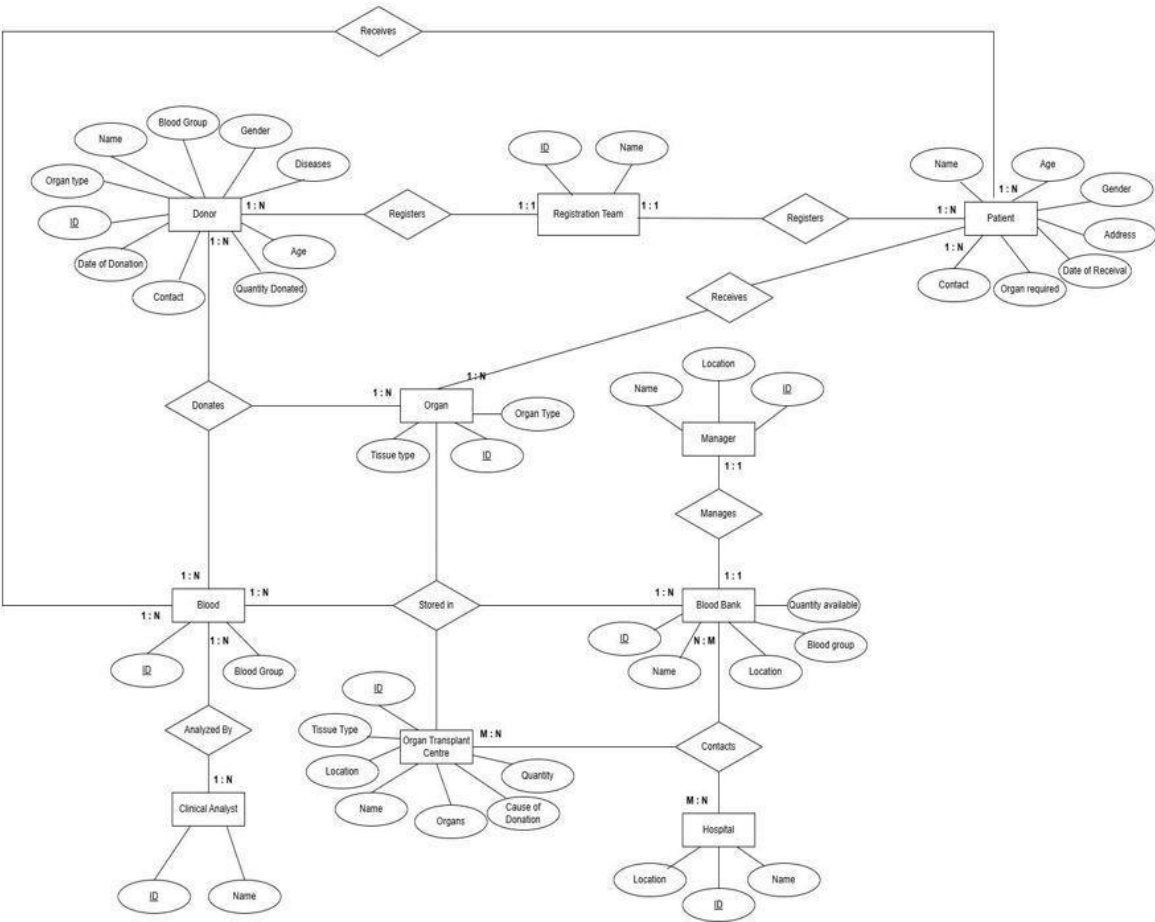 Receives
Blood Group
Name
Gender
Diseases
Organ type
ID
Donor
1 : N
Date of Donation
1 : N
Age
Contact
Quantity Donated
Registers
ID
Name
1 : 1
Registration Team
1 : 1
Registers
1 : N
Name
Age
Gender
1 : N
Patient
Address
1 : N
Date of Receival
Contact
Organ required
Receives
Donates
1 : N
1 : N
Organ
Organ Type
Tissue type
ID
Location
Name
ID
Manager
1 : 1
Manages
1 : 1
1 : N
1 : N
Blood
1 : N
1 : N
ID
Blood Group
Stored in
1 : N
Blood Bank
Quantity available
ID
N : M
Blood group
Name
Location
Analyzed By
1 : N
Clinical Analyst
ID
Name
ID
Tissue Type
M : N
Organ Transplant
Centre
Location
Quantity
Name
Organs
Cause of
Donation
Contacts
M : N
Hospital
Location
Name
ID